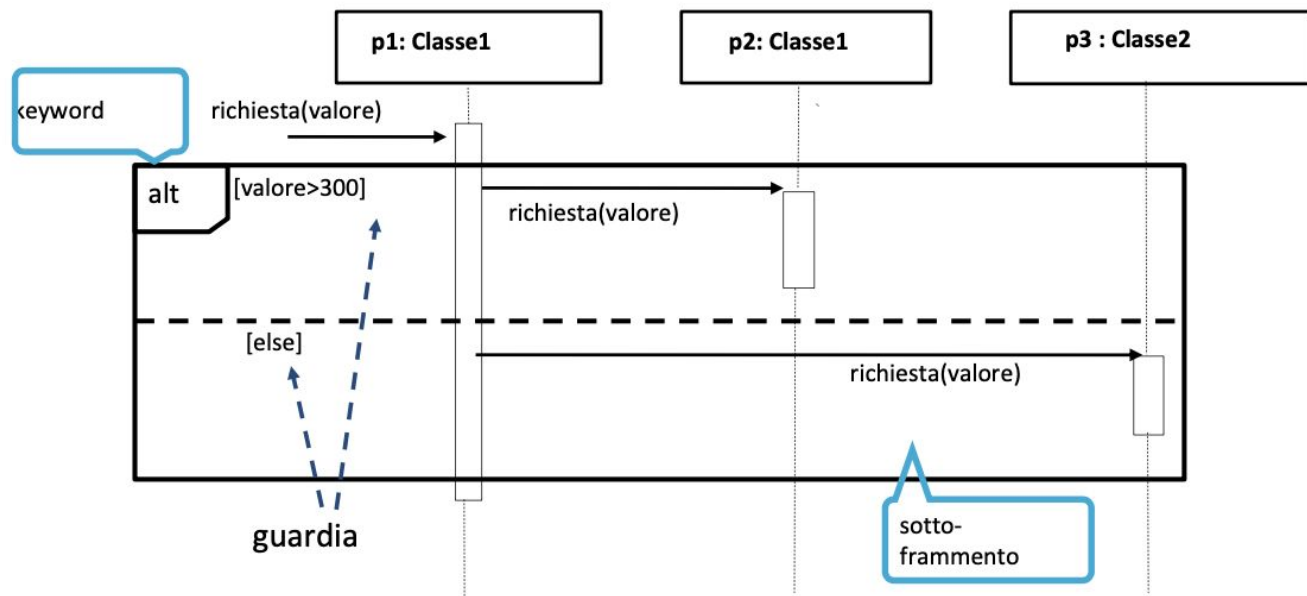 p1: Classe1
p2: Classe1
p3 : Classe2
keyword
richiesta(valore)
alt
[valore>300]
richiesta(valore)
[else]
richiesta(valore)
guardia
sotto-
frammento